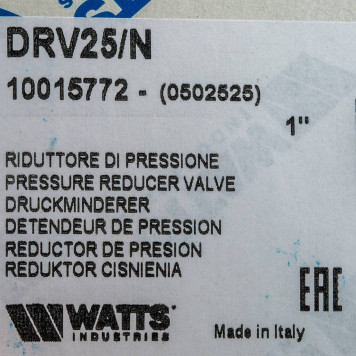 DRV25/N
10015772 - (0502525)
1"
RIDUTTORE DI PRESSIONE
PRESSURE REDUCER VALVE
DRUCKMINDERER
DETENDEUR DE PRESSION
REDUCTOR DE PRESION
REDUKTOR CISNIENIA
WATTS®
INDUSTRIES
EAC
Made in Italy